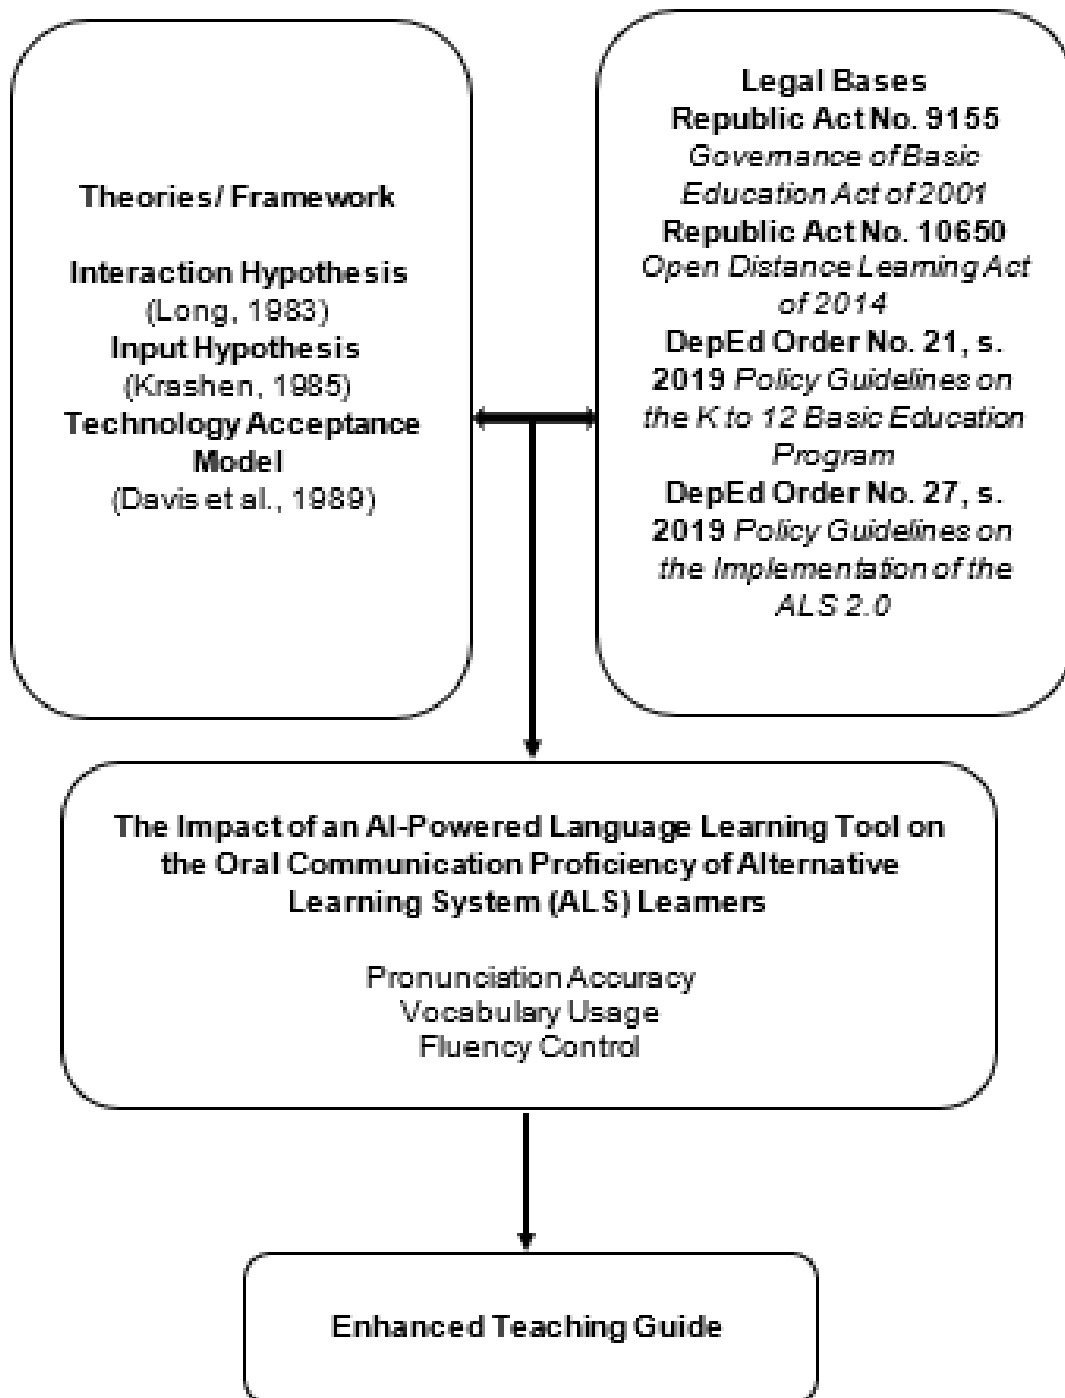 Theories/ Framework
Interaction Hypothesis
(Long, 1983)
Input Hypothesis
(Krashen, 1985)
Technology Acceptance
Model
(Davis et al., 1989)
Legal Bases
Republic Act No. 9155
Governance of Basic
Education Act of 2001
Republic Act No. 10650
Open Distance Learning Act
of 2014
DepEd Order No. 21, s.
2019 Policy Guidelines on
the K to 12 Basic Education
Program
DepEd Order No. 27, s.
2019 Policy Guidelines on
the Implementation of the
ALS 2.0
The Impact of an AI-Powered Language Learning Tool on
the Oral Communication Proficiency of Alternative
Learning System (ALS) Learners
Pronunciation Accuracy
Vocabulary Usage
Fluency Control
Enhanced Teaching Guide